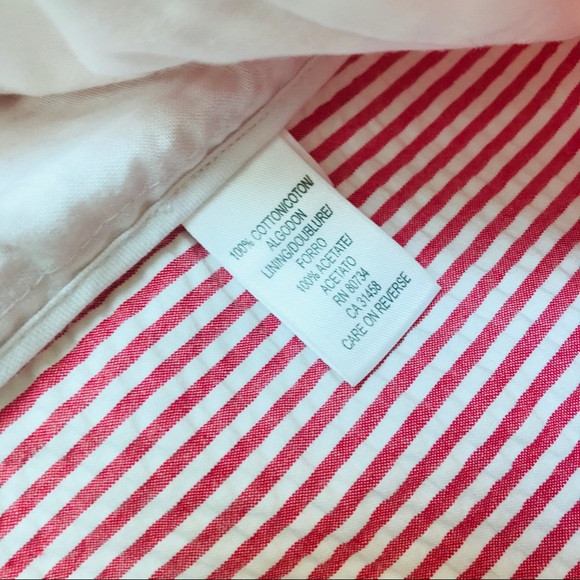 100% COTTON/COTON/
ALGODON
LINING/DOUBLURE/
FORRO
100% ACETATE/
ACETATO
RN 80734
CA 31458
CARE ON REVERSE